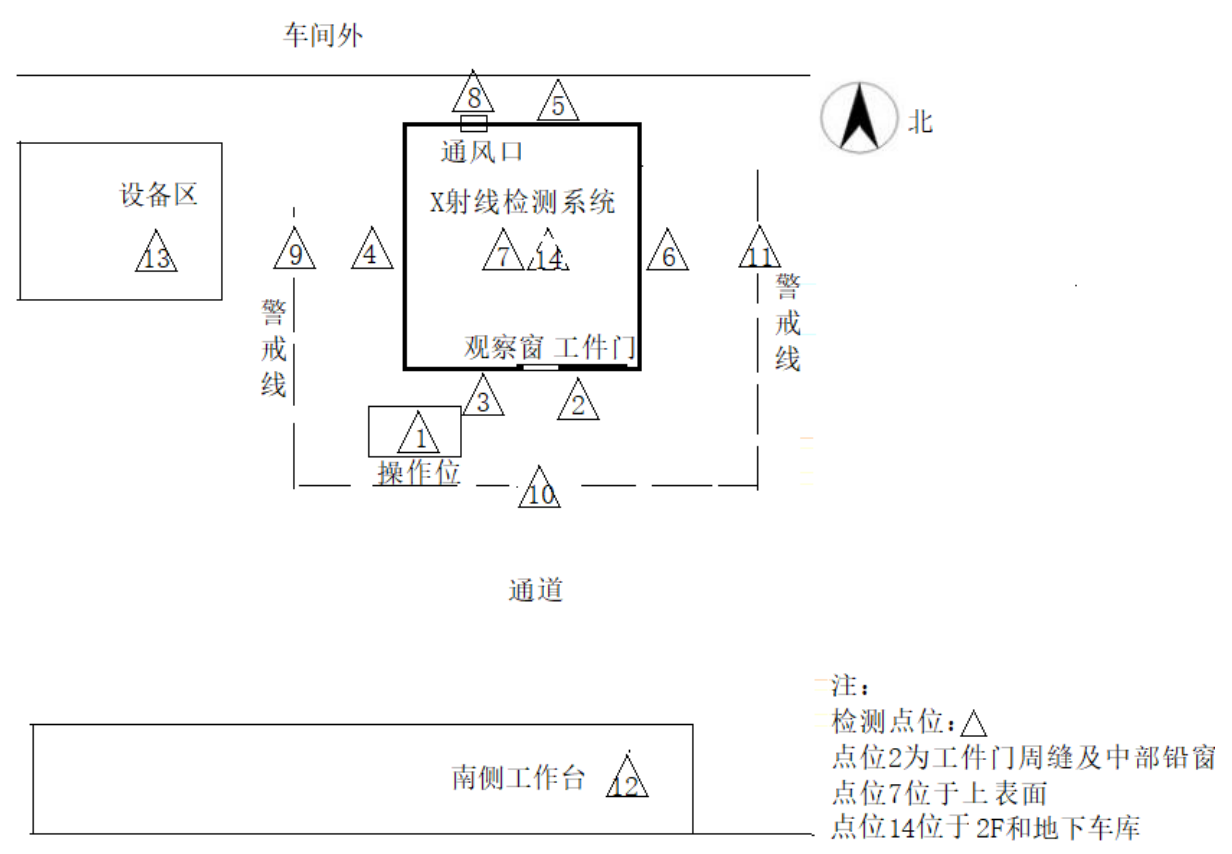 车间外
8
5
北
通风口
设备区
X射线检测系统
13
9
4
7
14
6
11
警戒线
警戒线
观察窗 工件门
3
2
1
操作位
10
通道
注:
检测点位:△
点位2为工件门周缝及中部铅窗
点位7位于上表面
点位14位于2F和地下车库
南侧工作台
12